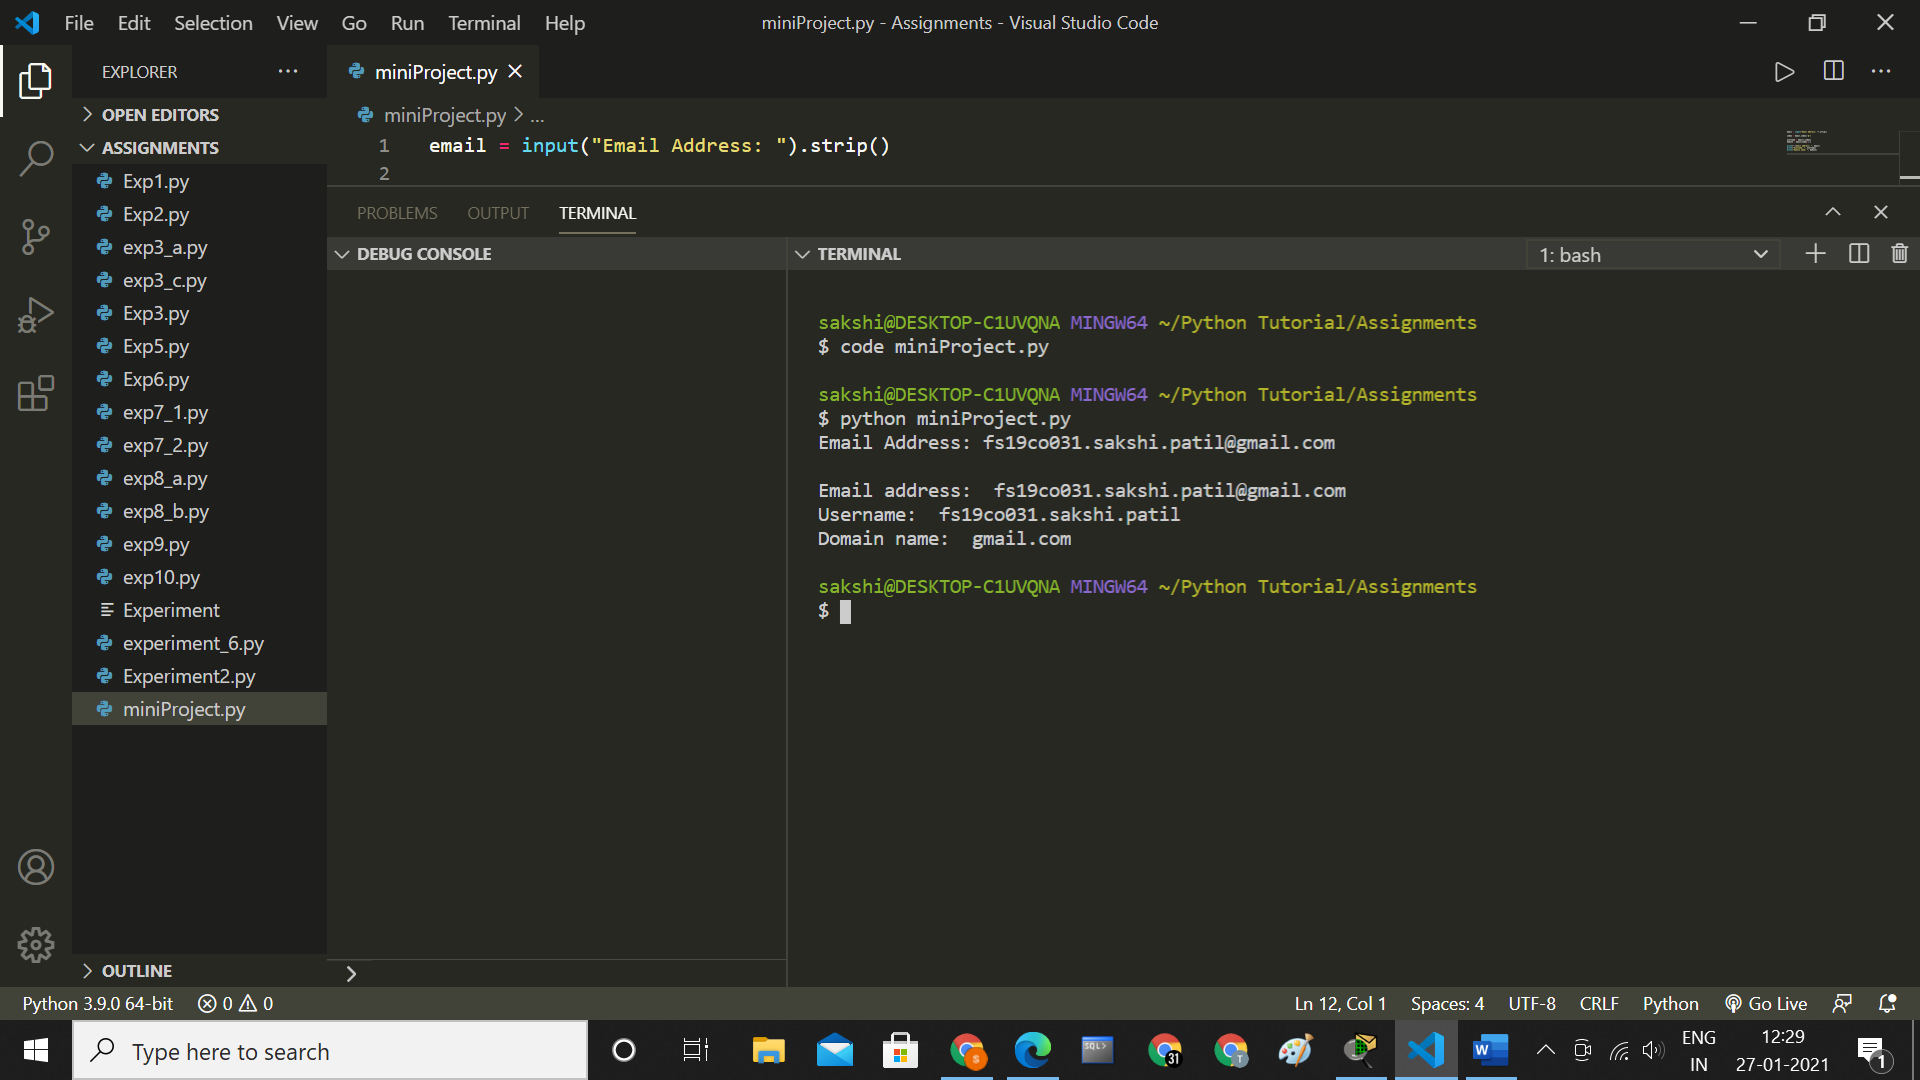 File Edit Selection View Go Run Terminal Help
miniProject.py - Assignments - Visual Studio Code
EXPLORER
OPEN EDITORS
ASSIGNMENTS
Exp1.py
Exp2.py
exp3_a.py
exp3_c.py
Exp3.py
Exp5.py
Exp6.py
exp7_1.py
exp7_2.py
exp8_a.py
exp8_b.py
exp9.py
exp10.py
Experiment
experiment_6.py
Experiment2.py
miniProject.py
OUTLINE
miniProject.py
miniProject.py > ...
1 email = input("Email Address: ").strip()
2
PROBLEMS OUTPUT TERMINAL
DEBUG CONSOLE
TERMINAL
1: bash
sakshi@DESKTOP-C1UVQNA MINGW64 ~/Python Tutorial/Assignments
$ code miniProject.py
sakshi@DESKTOP-C1UVQNA MINGW64 ~/Python Tutorial/Assignments
$ python miniProject.py
Email Address: fs19co031.sakshi.patil@gmail.com
Email address:  fs19co031.sakshi.patil@gmail.com
Username:  fs19co031.sakshi.patil
Domain name:  gmail.com
sakshi@DESKTOP-C1UVQNA MINGW64 ~/Python Tutorial/Assignments
$
Python 3.9.0 64-bit 0 0
Ln 12, Col 1 Spaces: 4 UTF-8 CRLF Python Go Live
Type here to search
SQL>
S
31
T
W
ENG
IN
12:29
27-01-2021
1